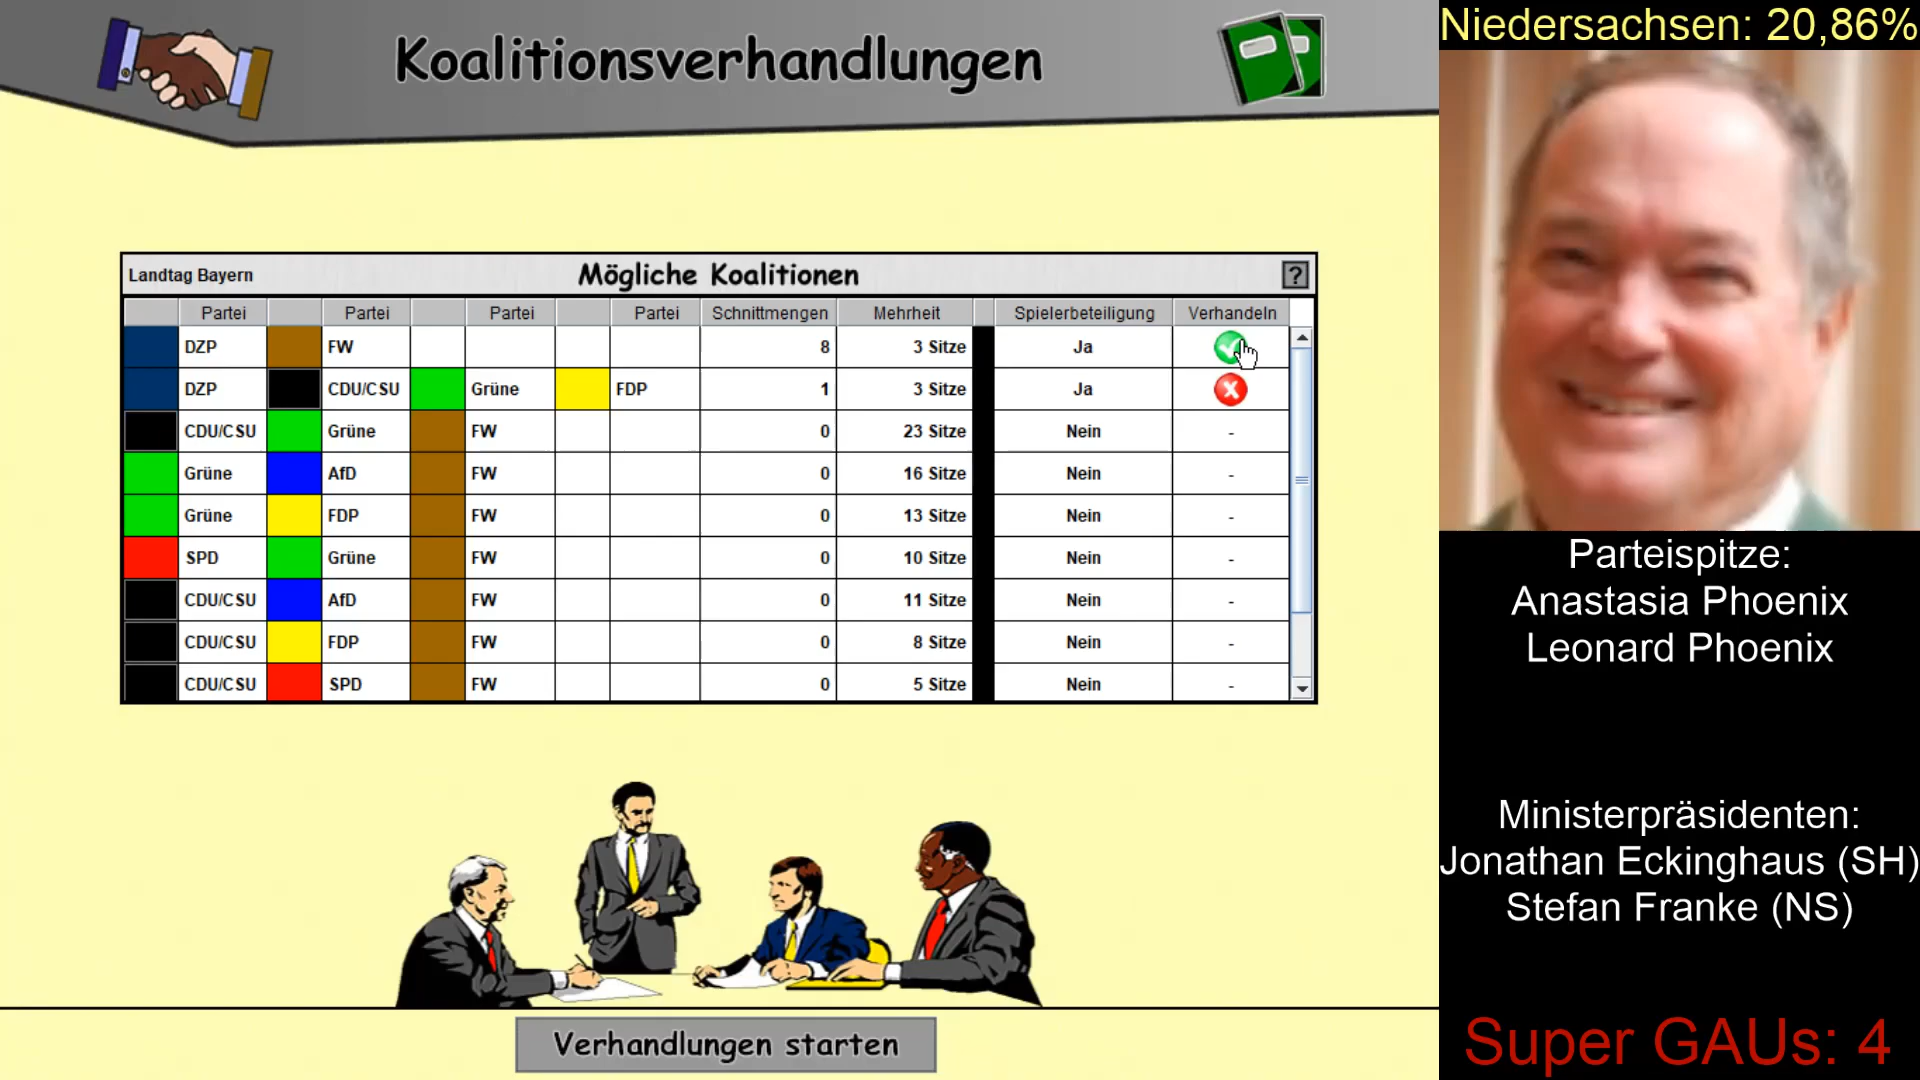 Koalitionsverhandlungen
Landtag Bayern
Mögliche Koalitionen
?
Partei Partei Partei Partei Schnittmengen Mehrheit Spielerbeteiligung Verhandeln
DZP FW 8 3 Sitze Ja
DZP CDU/CSU Grüne FDP 1 3 Sitze Ja
CDU/CSU Grüne FW 0 23 Sitze Nein -
Grüne AfD FW 0 16 Sitze Nein -
Grüne FDP FW 0 13 Sitze Nein -
SPD Grüne FW 0 10 Sitze Nein -
CDU/CSU AfD FW 0 11 Sitze Nein -
CDU/CSU FDP FW 0 8 Sitze Nein -
CDU/CSU SPD FW 0 5 Sitze Nein -
Verhandlungen starten
Niedersachsen: 20,86%
Parteispitze:
Anastasia Phoenix
Leonard Phoenix
Ministerpräsidenten:
Jonathan Eckinghaus (SH)
Stefan Franke (NS)
Super GAUs: 4